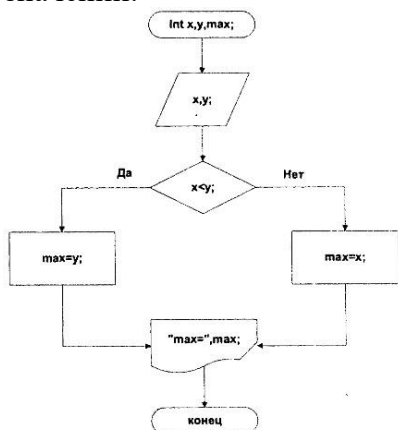 Int x,y,max;
x,y;
Да
Нет
x<y;
max=y;
max=x;
"max=",max;
конец